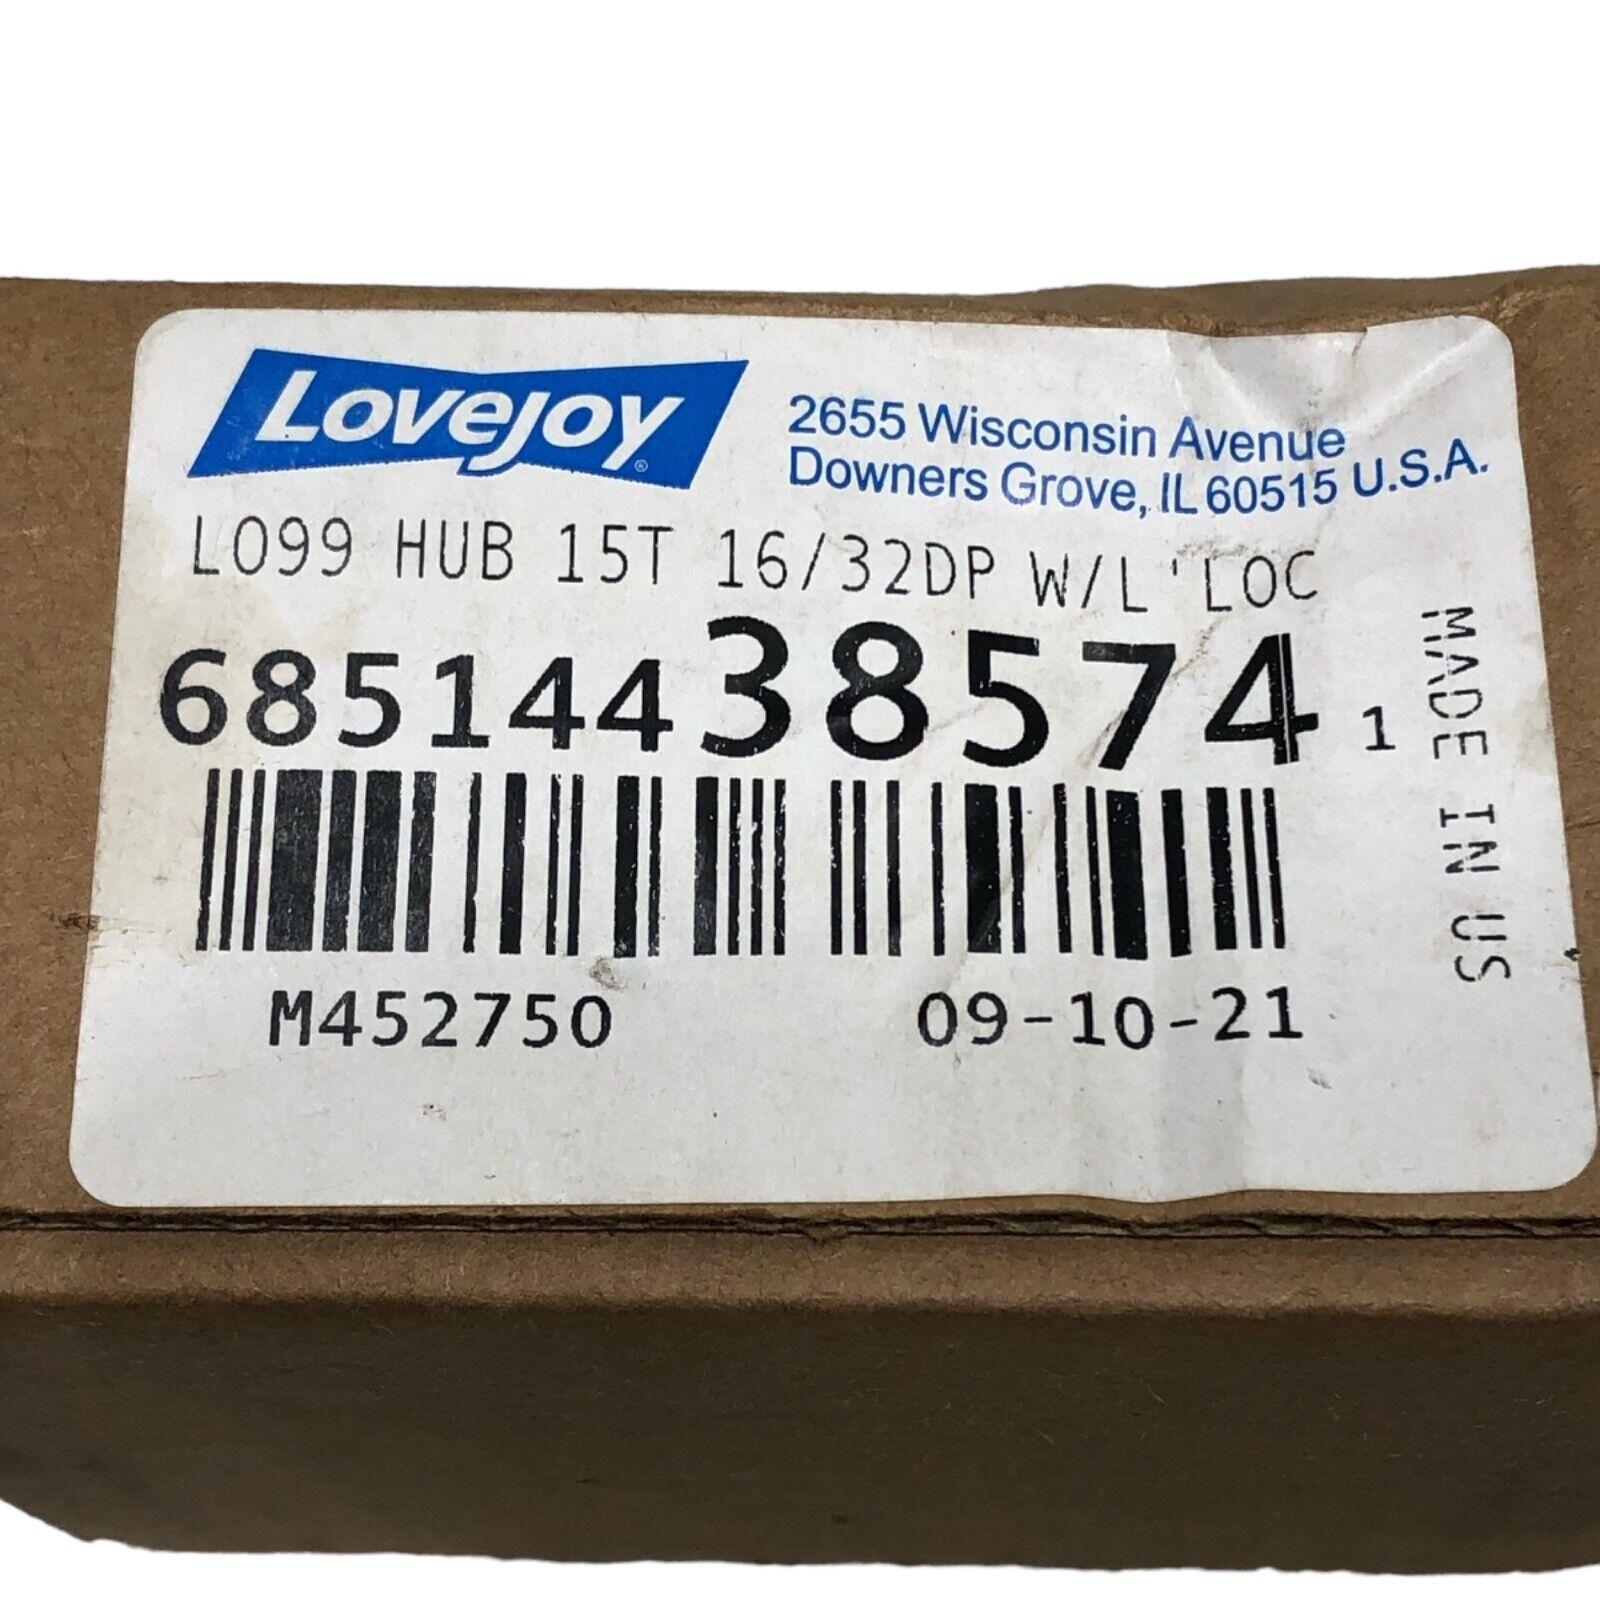 Lovejoy®
2655 Wisconsin Avenue
Downers Grove, IL 60515 U.S.A.
L099 HUB 15T 16/32DP W/L'LOC
68514438574 1
M452750 09-10-21
MADE IN US